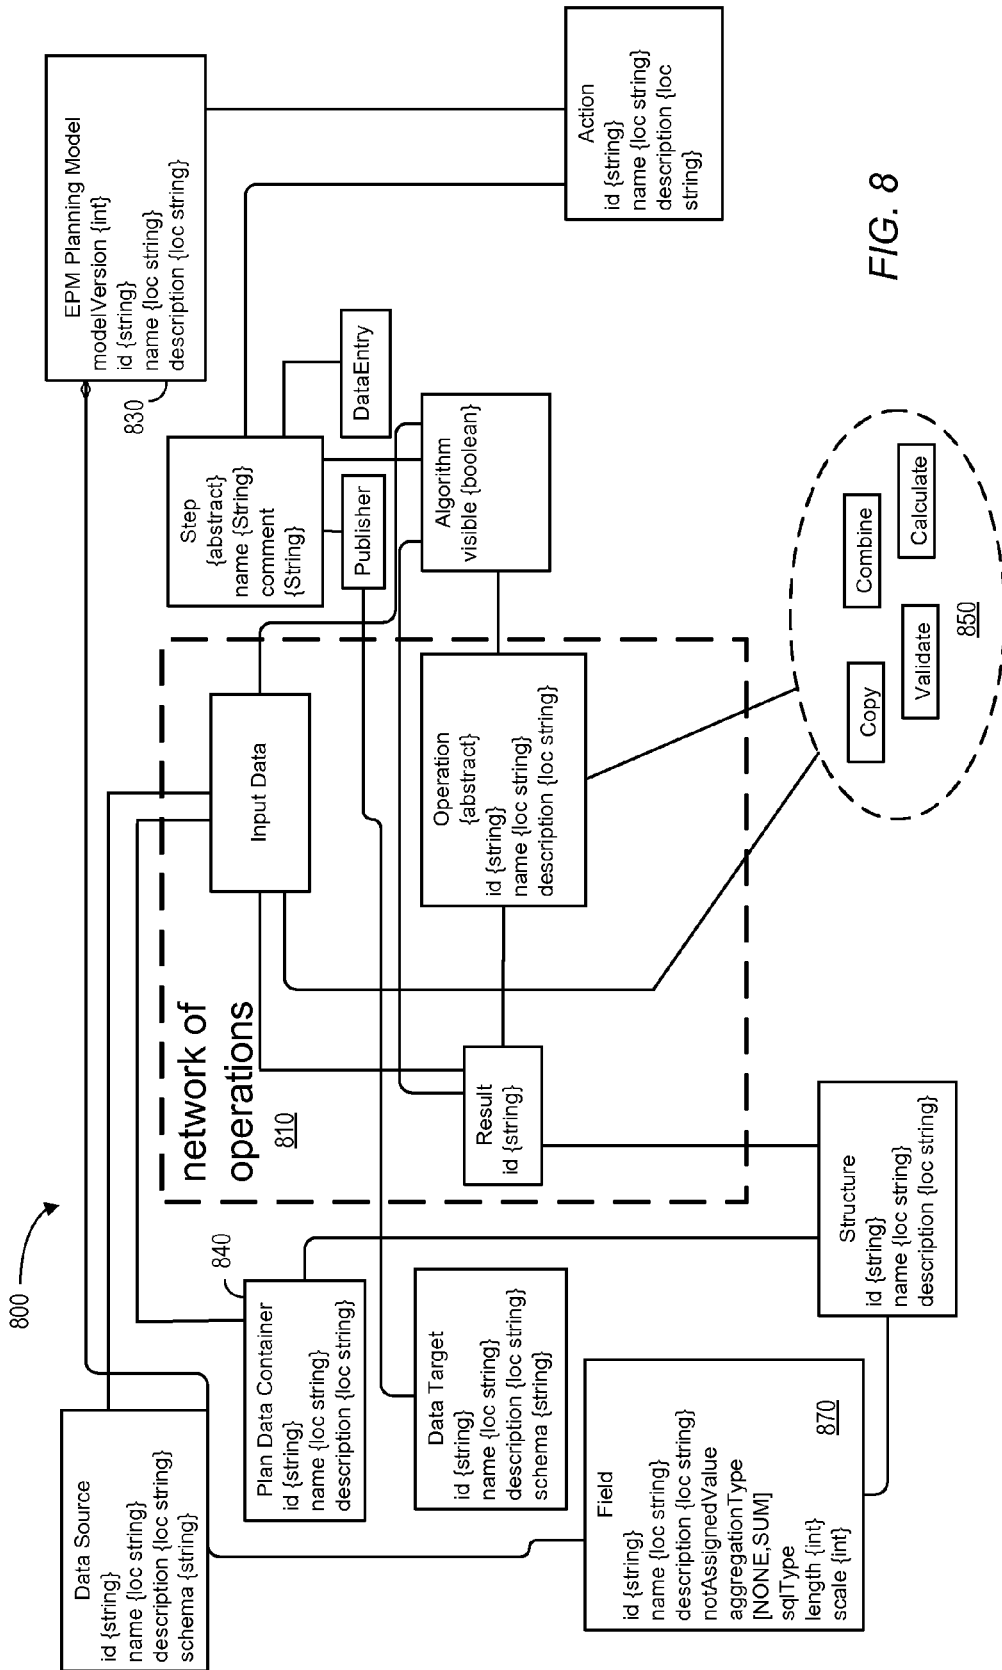 800
Data Source
id {string}
name {loc string}
description {loc string}
schema {string}
EPM Planning Model
modelVersion {int}
id {string}
name {loc string}
description {loc string}
830
Plan Data Container
id {string}
name {loc string}
description {loc string}
840
network of
operations
810
Input Data
Step
{abstract}
name {String}
comment
{String}
Publisher
DataEntry
Data Target
id {string}
name {loc string}
description {loc string}
schema {string}
Result
id {string}
Operation
{abstract}
id {string}
name {loc string}
description {loc string}
Algorithm
visible {boolean}
Action
id {string}
name {loc string}
description {loc
string}
Field
id {string}
name {loc string}
description {loc string}
notAssignedValue
aggregationType
[NONE,SUM]
sqlType
length {int}
scale {int}
870
Structure
id {string}
name {loc string}
description {loc string}
Copy
Combine
Validate
Calculate
850
FIG. 8